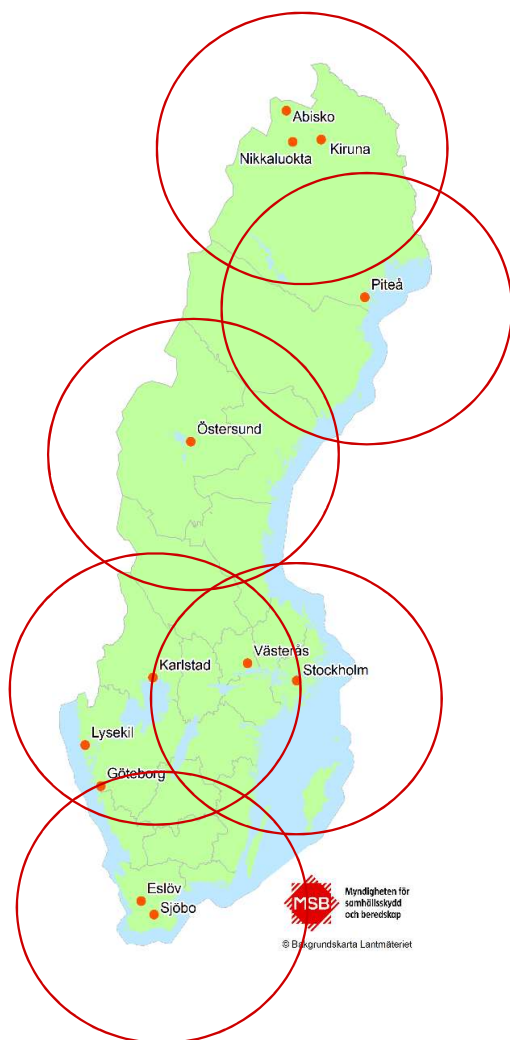 Abisko
Nikkaluokta
Kiruna
Piteå
Östersund
Västerås
Karlstad
Stockholm
Lysekil
Göteborg
Eslöv
Sjöbo
MSB
Myndigheten för
samhällsskydd
och beredskap
© Bakgrundskarta Lantmäteriet